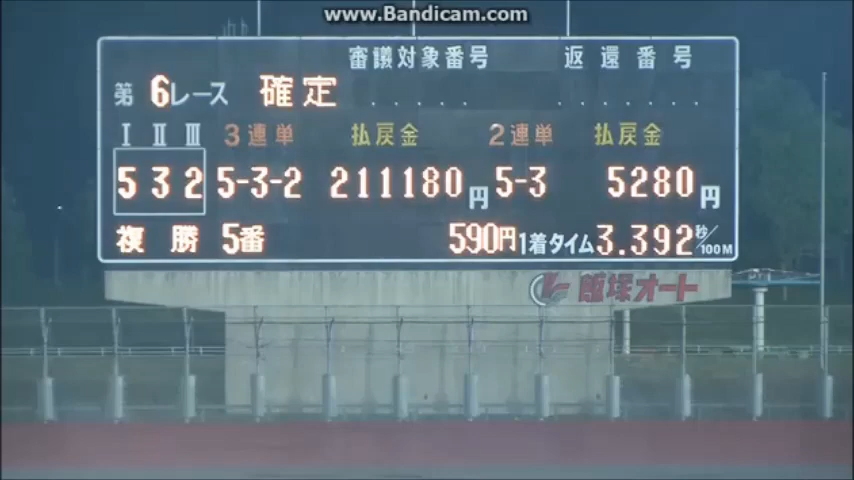 www.Bandicam.com
審議対象番号 返還番号
第 6レース 確定
I II III 3連単 払戻金 2連単 払戻金
5 3 2 5-3-2 211180円 5-3 5280円
複勝 5番 590円 1着タイム 3.392秒/100M
飯塚オート